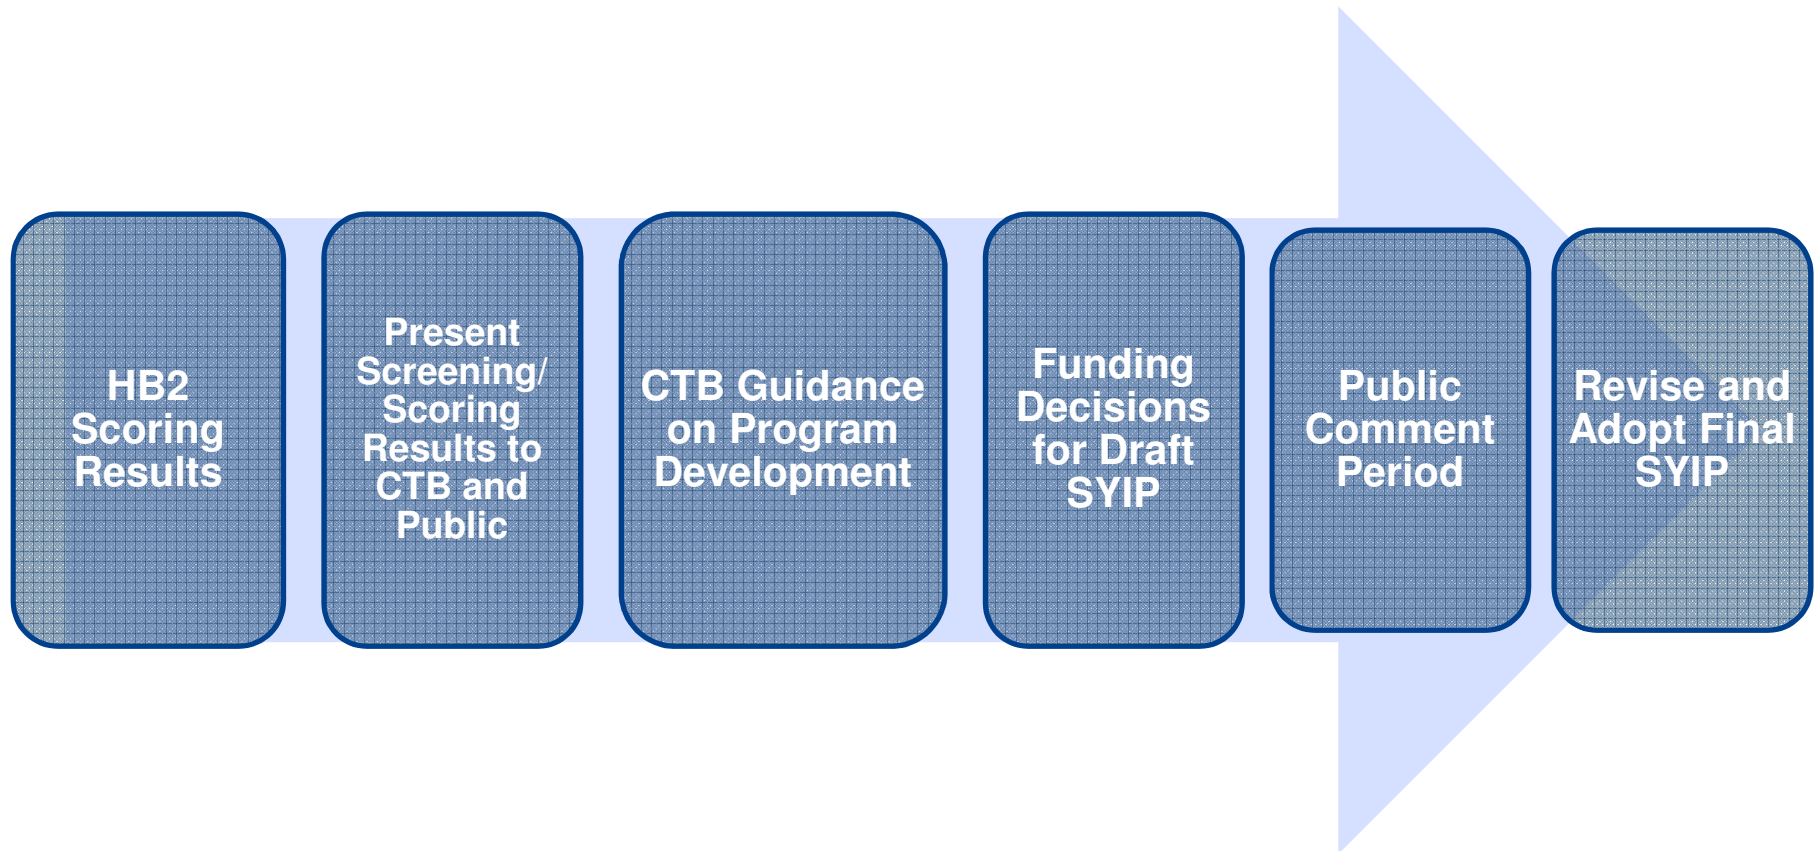 HB2
Scoring
Results
Present
Screening/
Scoring
Results to
CTB and
Public
CTB Guidance
on Program
Development
Funding
Decisions
for Draft
SYIP
Public
Comment
Period
Revise and
Adopt Final
SYIP